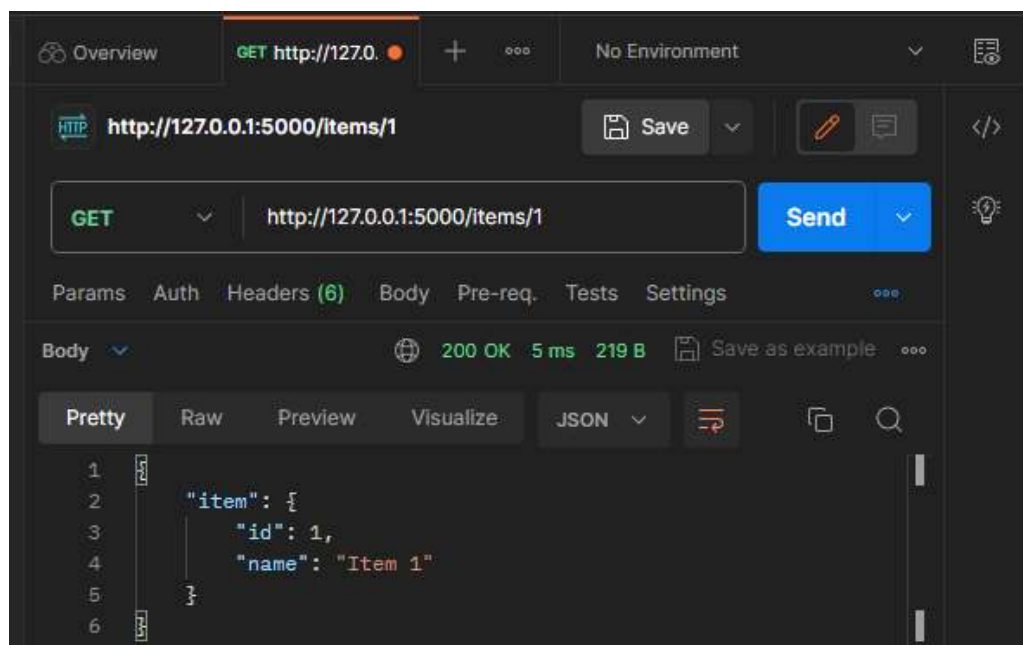 Overview GET http://127.0. No Environment
HTTP http://127.0.0.1:5000/items/1 Save </>
GET http://127.0.0.1:5000/items/1 Send
Params Auth Headers (6) Body Pre-req. Tests Settings
Body 200 OK 5 ms 219 B Save as example
Pretty Raw Preview Visualize JSON
1 {
2 "item": {
3 "id": 1,
4 "name": "Item 1"
5 }
6 }